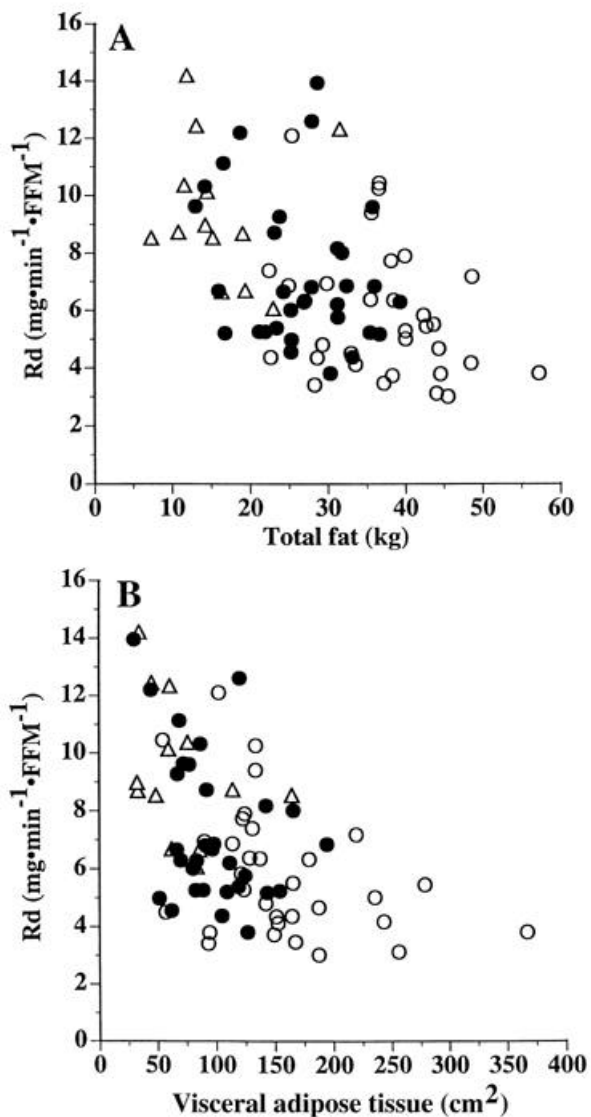 A
16
14
12
10
8
6
4
2
0
Rd (mg•min⁻¹•FFM⁻¹)
0 10 20 30 40 50 60
Total fat (kg)
B
16
14
12
10
8
6
4
2
0
Rd (mg•min⁻¹•FFM⁻¹)
0 50 100 150 200 250 300 350 400
Visceral adipose tissue (cm²)